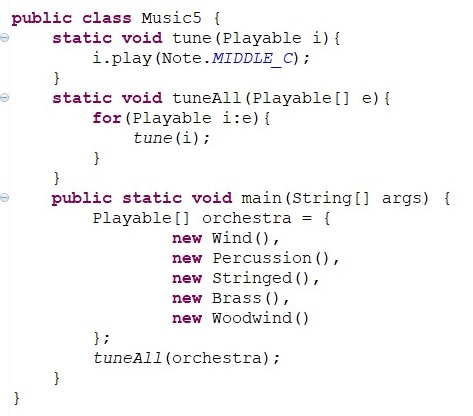 public class Music5 {
    static void tune(Playable i){
        i.play(Note.MIDDLE_C);
    }
    static void tuneAll(Playable[] e){
        for(Playable i:e){
            tune(i);
        }
    }
    public static void main(String[] args) {
        Playable[] orchestra = {
                new Wind(),
                new Percussion(),
                new Stringed(),
                new Brass(),
                new Woodwind()
        };
        tuneAll(orchestra);
    }
}